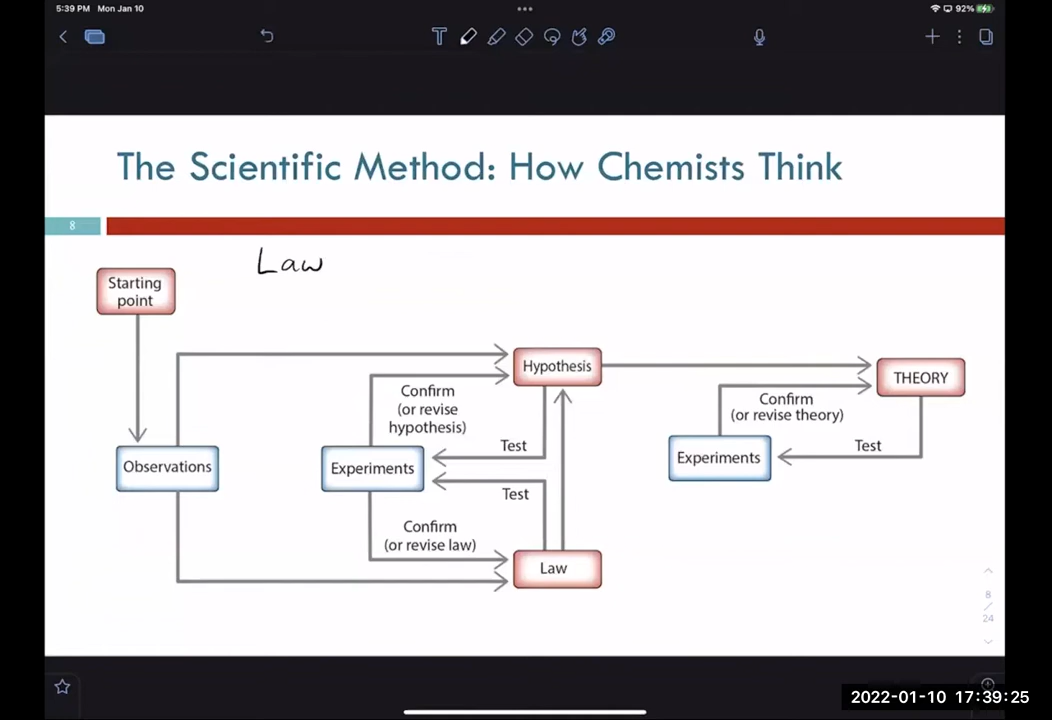 5:39 PM Mon Jan 10
92%
T
The Scientific Method: How Chemists Think
8
Law
Starting
point
Hypothesis
THEORY
Confirm
(or revise
hypothesis)
Confirm
(or revise theory)
Test
Test
Observations
Experiments
Experiments
Test
Confirm
(or revise law)
Law
8
/
24
2022-01-10 17:39:25